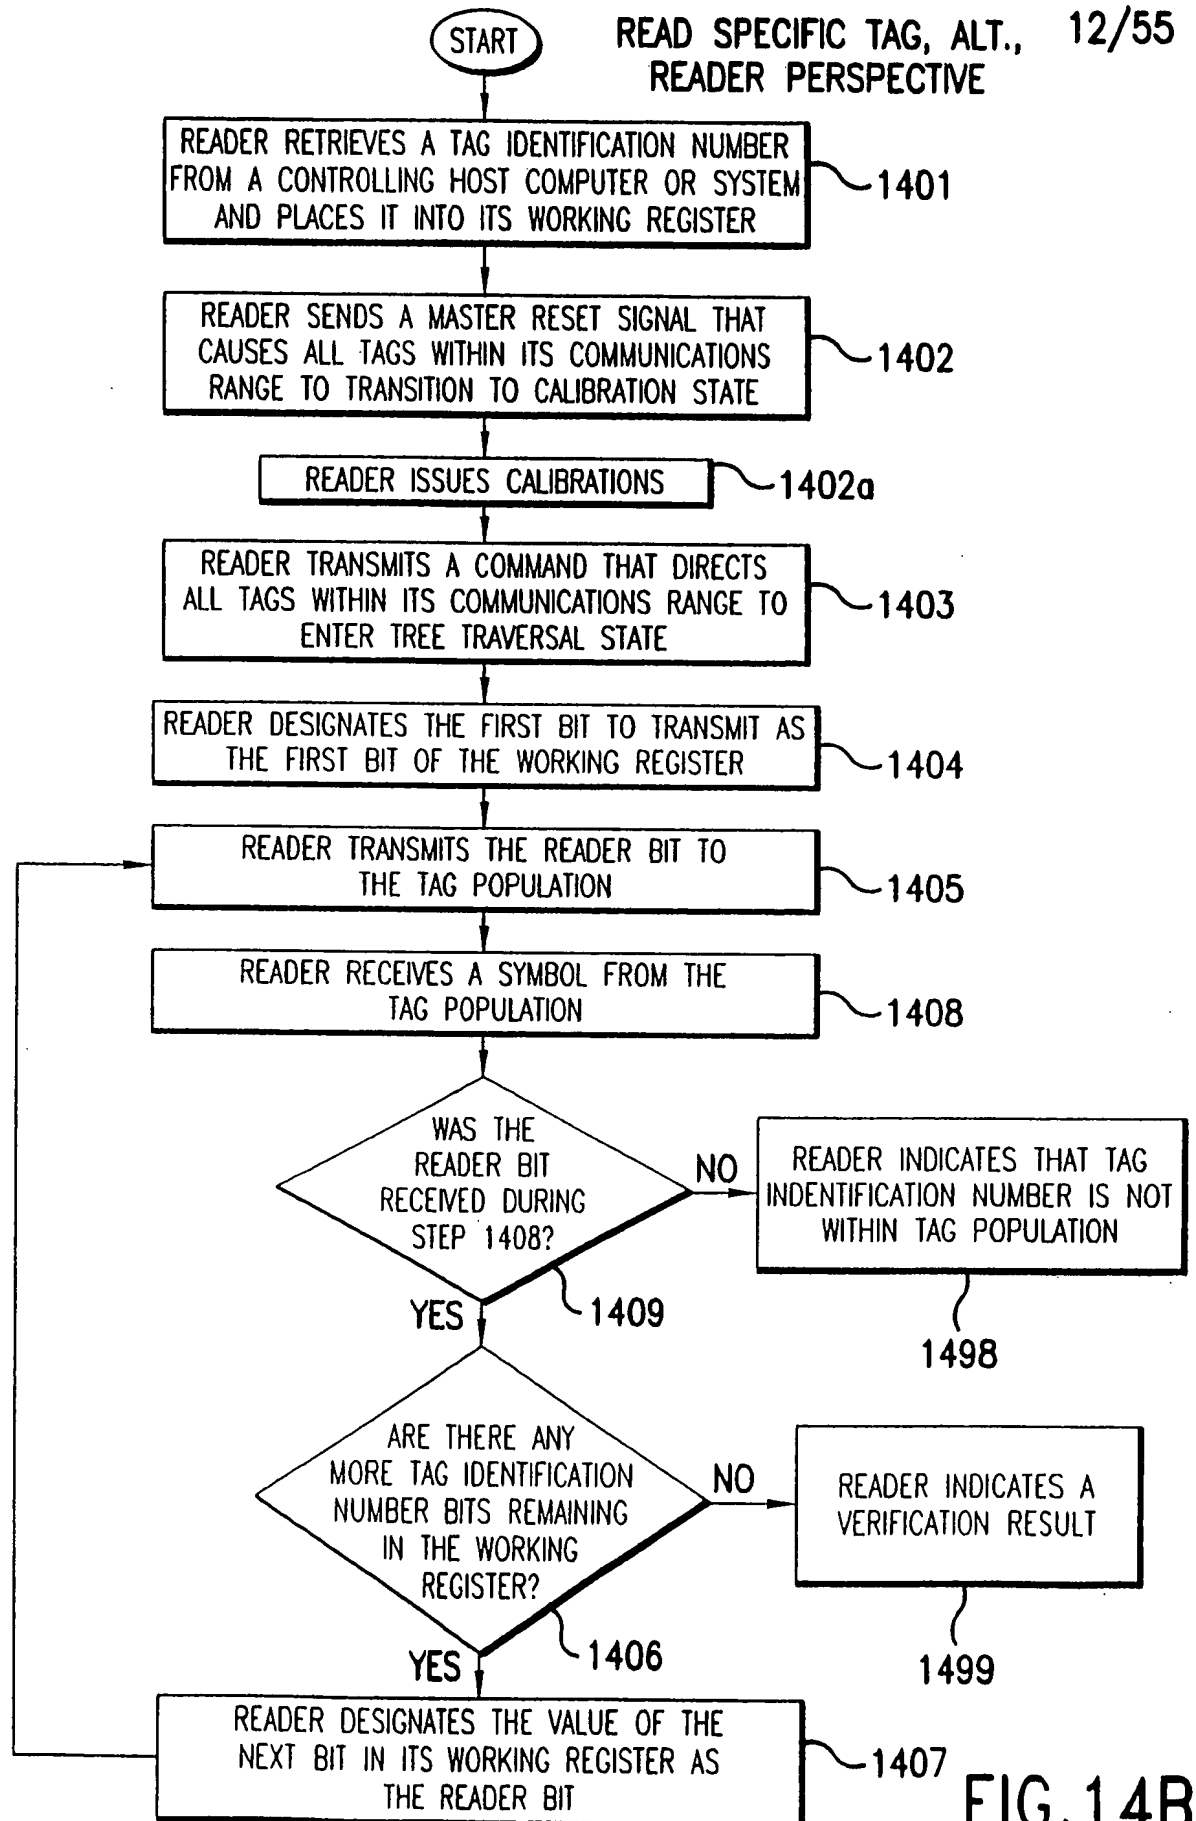 START
READ SPECIFIC TAG, ALT.,
READER PERSPECTIVE
12/55
READER RETRIEVES A TAG IDENTIFICATION NUMBER
FROM A CONTROLLING HOST COMPUTER OR SYSTEM
AND PLACES IT INTO ITS WORKING REGISTER
1401
READER SENDS A MASTER RESET SIGNAL THAT
CAUSES ALL TAGS WITHIN ITS COMMUNICATIONS
RANGE TO TRANSITION TO CALIBRATION STATE
1402
READER ISSUES CALIBRATIONS
1402a
READER TRANSMITS A COMMAND THAT DIRECTS
ALL TAGS WITHIN ITS COMMUNICATIONS RANGE TO
ENTER TREE TRAVERSAL STATE
1403
READER DESIGNATES THE FIRST BIT TO TRANSMIT AS
THE FIRST BIT OF THE WORKING REGISTER
1404
READER TRANSMITS THE READER BIT TO
THE TAG POPULATION
1405
READER RECEIVES A SYMBOL FROM THE
TAG POPULATION
1408
WAS THE
READER BIT
RECEIVED DURING
STEP 1408?
1409
NO
READER INDICATES THAT TAG
INDENTIFICATION NUMBER IS NOT
WITHIN TAG POPULATION
1498
YES
ARE THERE ANY
MORE TAG IDENTIFICATION
NUMBER BITS REMAINING
IN THE WORKING
REGISTER?
1406
NO
READER INDICATES A
VERIFICATION RESULT
1499
YES
READER DESIGNATES THE VALUE OF THE
NEXT BIT IN ITS WORKING REGISTER AS
THE READER BIT
1407
FIG.14B